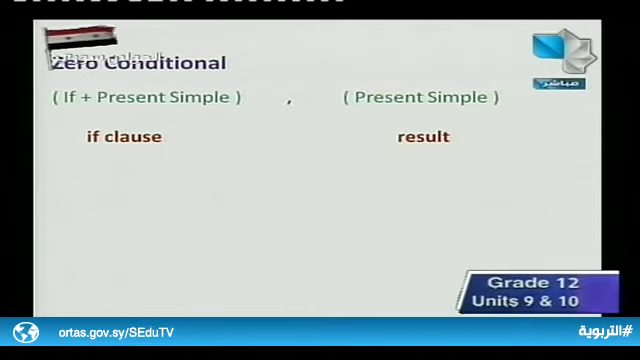 Zero Conditional
( If + Present Simple ) , ( Present Simple )
if clause result
مباشر
Grade 12
Units 9 & 10
ortas.gov.sy/SEduTV
#التربوية